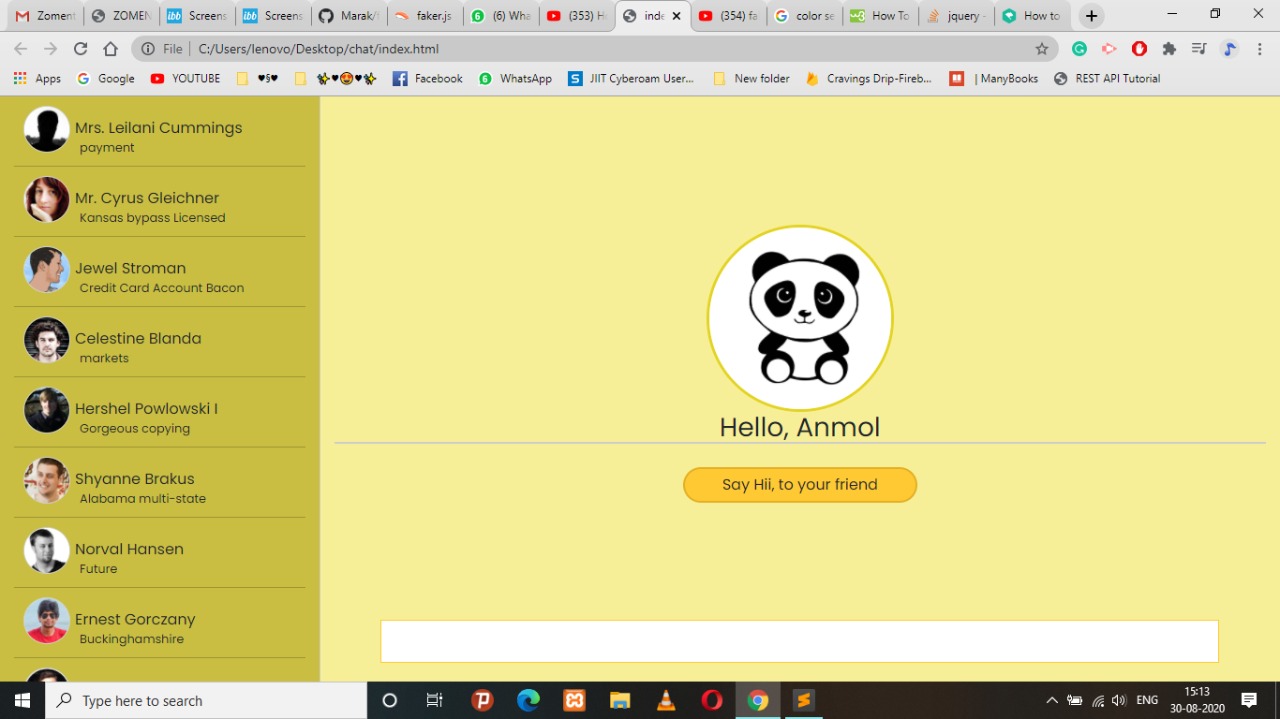 Zoment
ZOMEN
Screens
Screens
Marak/f
faker.js
(6) Wha
(353) H
inde
(354) fa
color se
How To
jquery -
How to
File
C:/Users/lenovo/Desktop/chat/index.html
Apps
Google
YOUTUBE
♥§♥
✨♥😍♥✨
Facebook
WhatsApp
JIIT Cyberoam User...
New folder
Cravings Drip-Fireb...
| ManyBooks
REST API Tutorial
Mrs. Leilani Cummings
payment
Mr. Cyrus Gleichner
Kansas bypass Licensed
Jewel Stroman
Credit Card Account Bacon
Celestine Blanda
markets
Hershel Powlowski I
Gorgeous copying
Shyanne Brakus
Alabama multi-state
Norval Hansen
Future
Ernest Gorczany
Buckinghamshire
Hello, Anmol
Say Hii, to your friend
Type here to search
ENG
15:13
30-08-2020